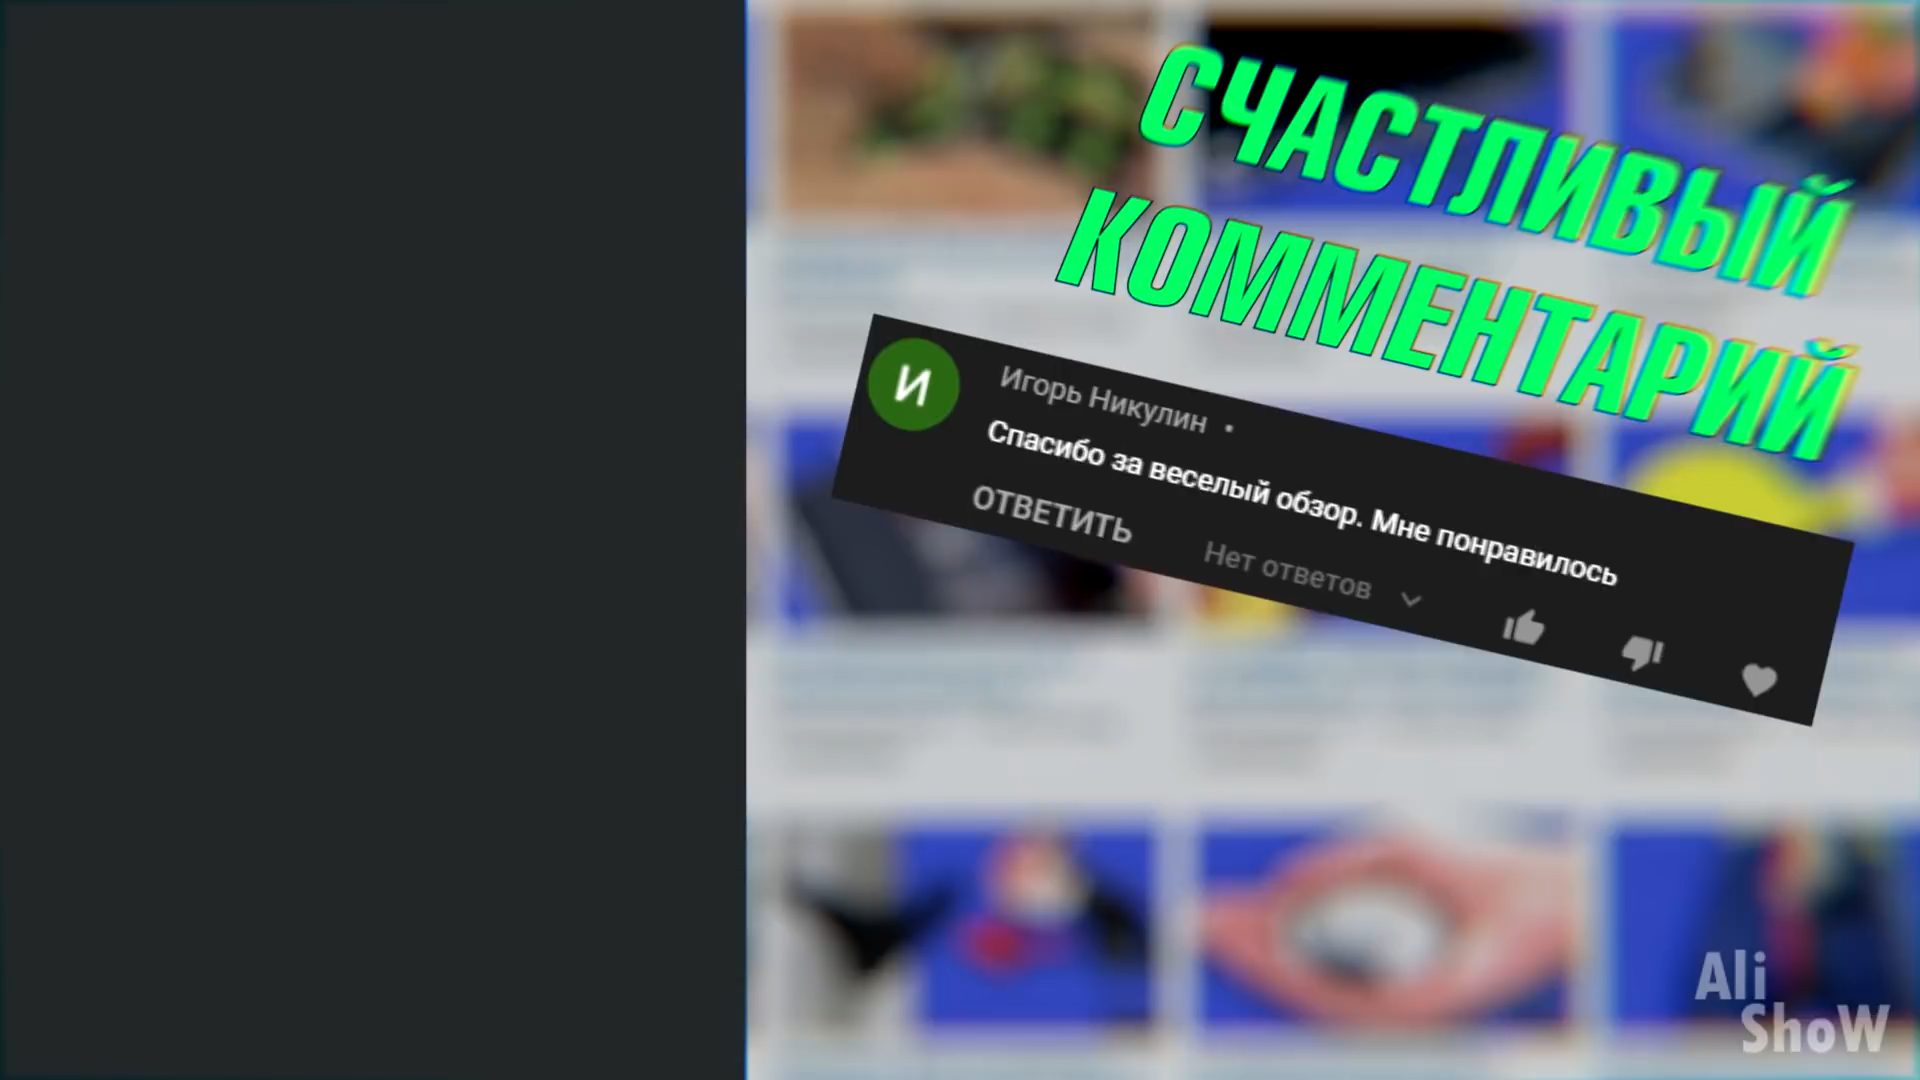 СЧАСТЛИВЫЙ
КОММЕНТАРИЙ
И
Игорь Никулин •
Спасибо за веселый обзор. Мне понравилось
ОТВЕТИТЬ
Нет ответов
Ali
ShoW